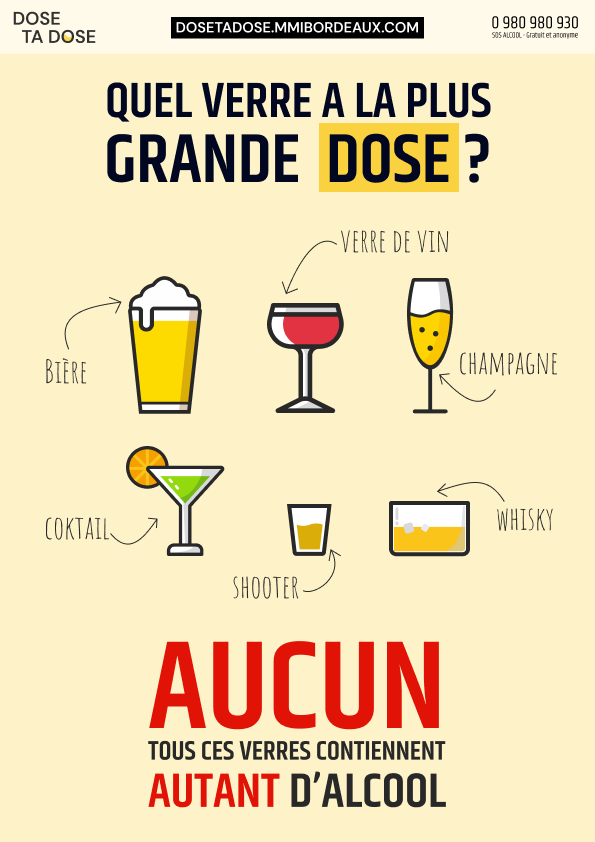 DOSE
TA DOSE
DOSETADOSE.MMIBORDEAUX.COM
0 980 980 930
SOS ALCOOL - Gratuit et anonyme
QUEL VERRE A LA PLUS
GRANDE DOSE ?
VERRE DE VIN
BIÈRE
CHAMPAGNE
COKTAIL
WHISKY
SHOOTER
AUCUN
TOUS CES VERRES CONTIENNENT
AUTANT D'ALCOOL